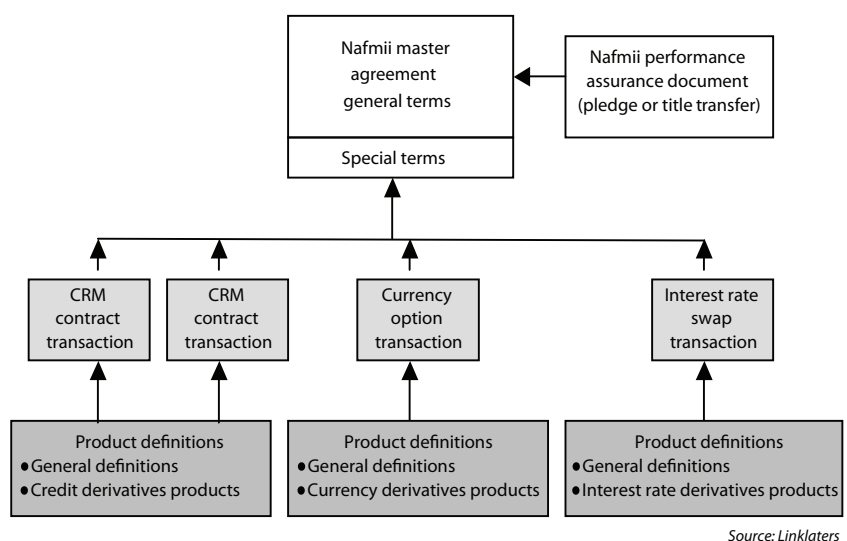 Nafmii master
agreement
general terms
Nafmii performance
assurance document
(pledge or title transfer)
Special terms
CRM
contract
transaction
CRM
contract
transaction
Currency
option
transaction
Interest rate
swap
transaction
Product definitions
•General definitions
•Credit derivatives products
Product definitions
•General definitions
•Currency derivatives products
Product definitions
•General definitions
•Interest rate derivatives products
Source: Linklaters